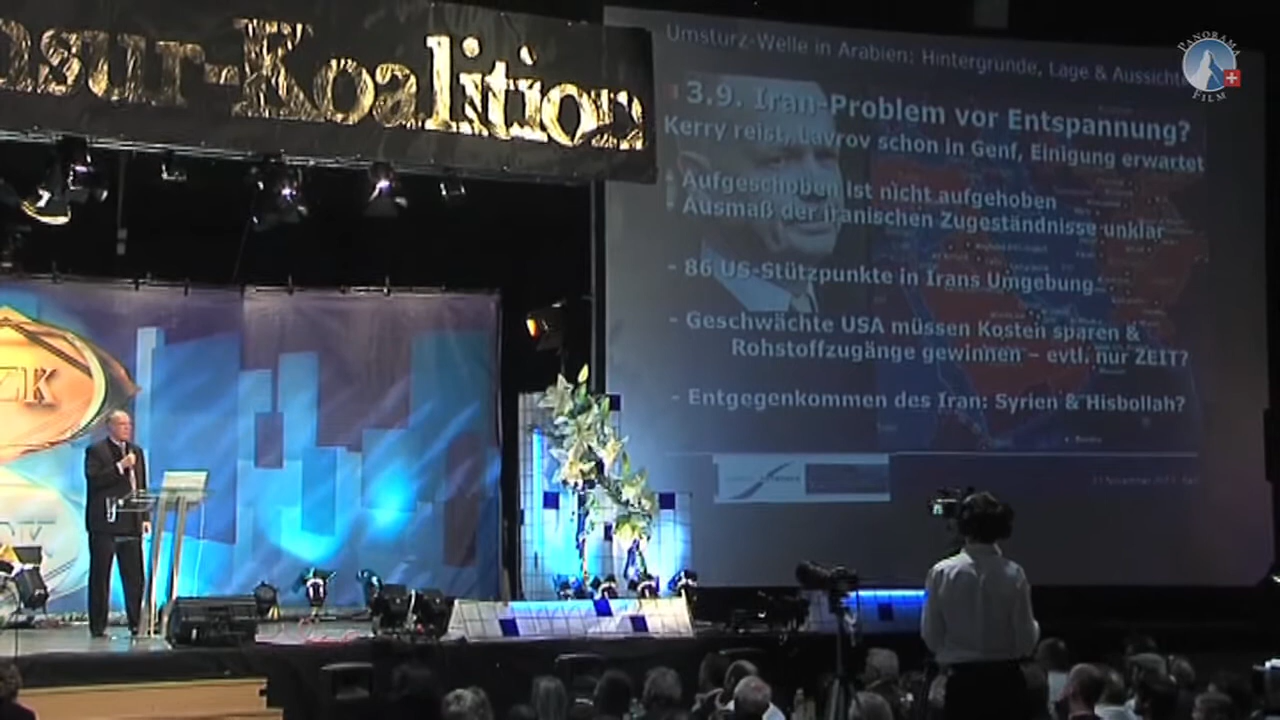 nsur-Koalition
PANORAMA
FILM
Umsturz-Welle in Arabien: Hintergründe, Lage & Aussicht
3.9. Iran-Problem vor Entspannung?
Kerry reist, Lavrov schon in Genf, Einigung erwartet
- Aufgeschoben ist nicht aufgehoben
Ausmaß der iranischen Zugeständnisse unklar
- 86 US-Stützpunkte in Irans Umgebung
- Geschwächte USA müssen Kosten sparen &
Rohstoffzugänge gewinnen – evtl. nur ZEIT?
- Entgegenkommen des Iran: Syrien & Hisbollah?
ZK